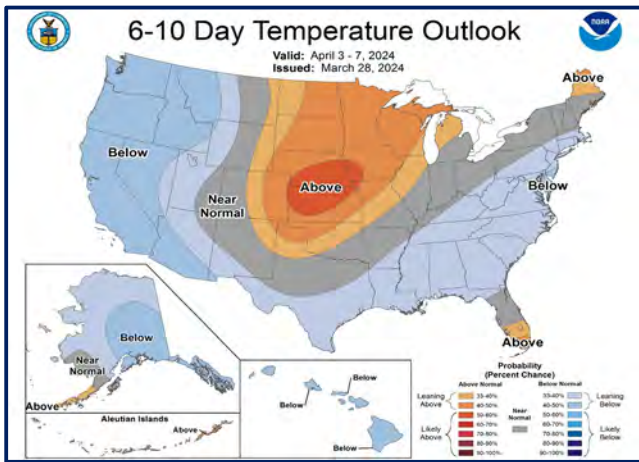 6-10 Day Temperature Outlook
Valid: April 3 - 7, 2024
Issued: March 28, 2024
NOAA
Above
Below
Above
Near
Normal
Below
Above
Below
Near
Normal
Above
Aleutian Islands
Above
Below
Below
Below
Below
Probability
(Percent Chance)
Above Normal
Below Normal
Leaning
Above
Likely
Above
33-40%
40-50%
50-60%
60-70%
70-80%
80-90%
90-100%
Near
Normal
33-40%
40-50%
50-60%
60-70%
70-80%
80-90%
90-100%
Leaning
Below
Likely
Below